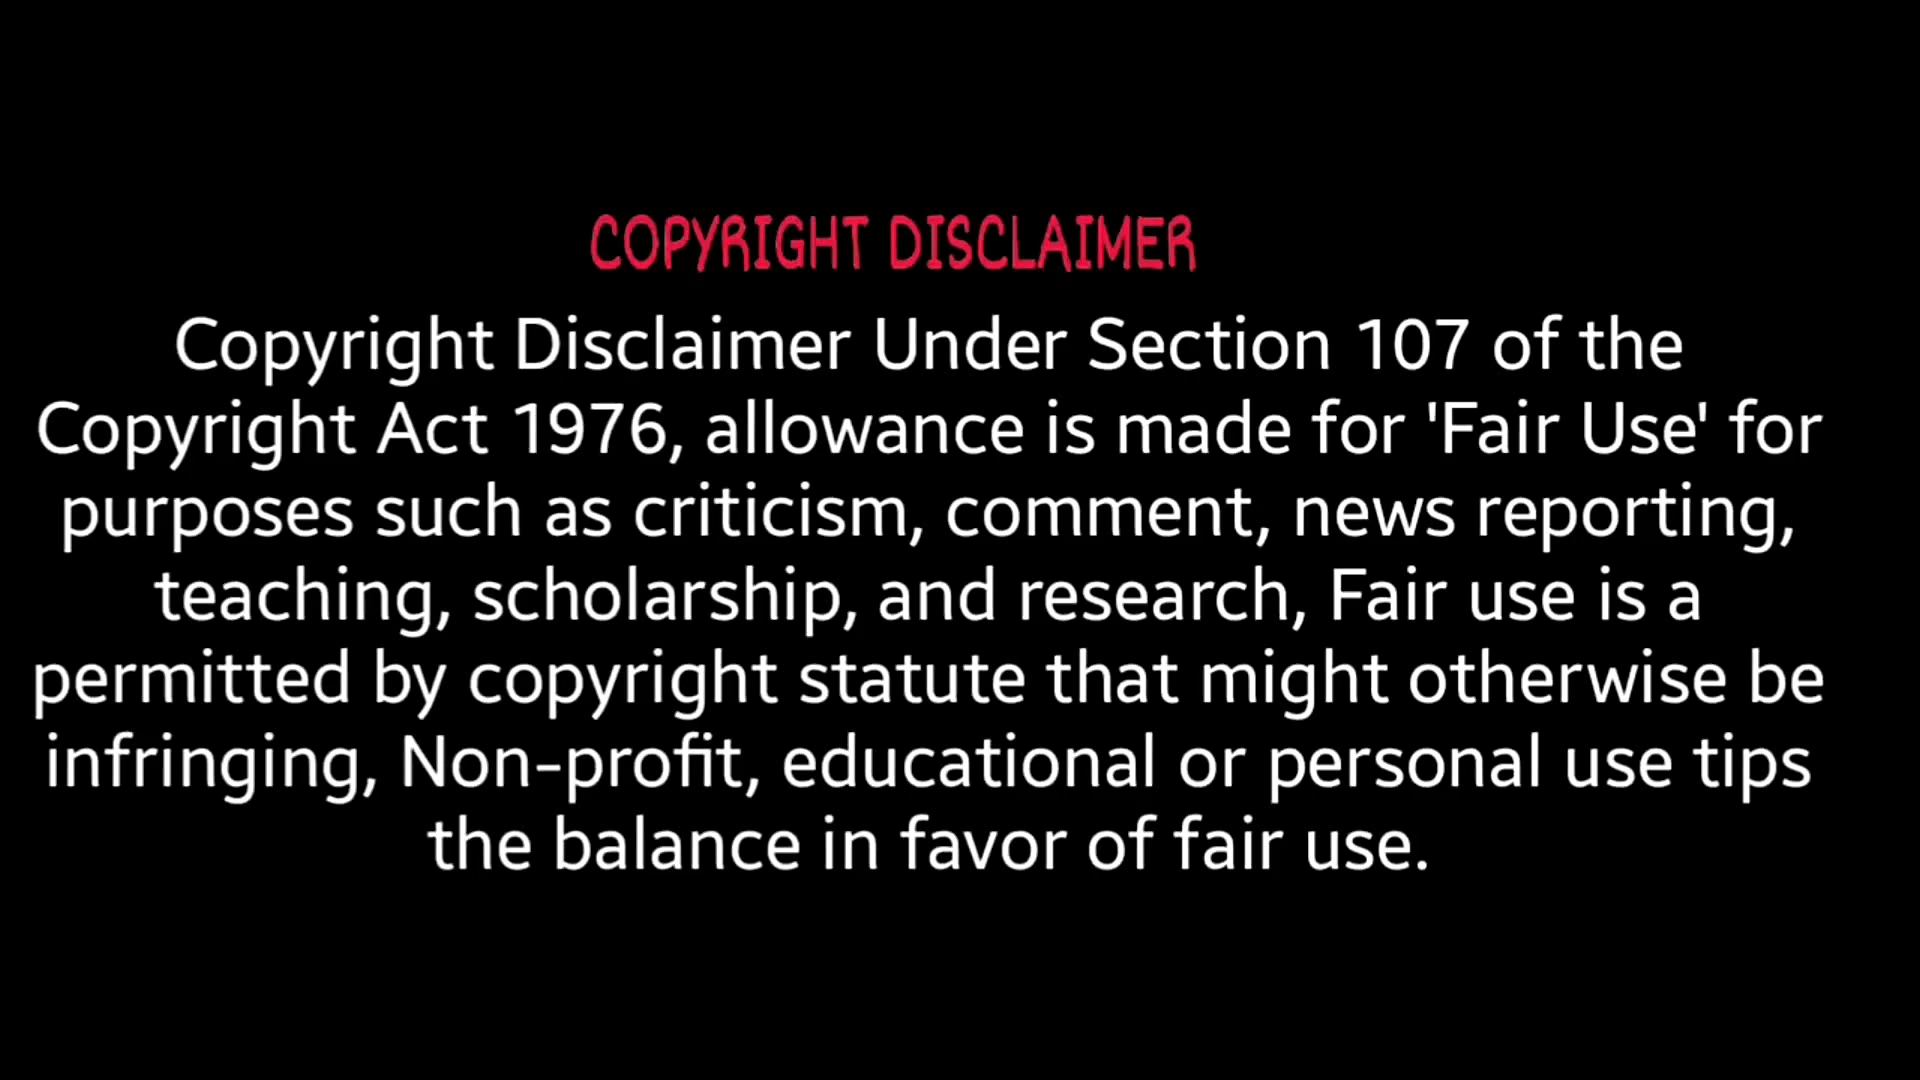 COPYRIGHT DISCLAIMER
Copyright Disclaimer Under Section 107 of the
Copyright Act 1976, allowance is made for 'Fair Use' for
purposes such as criticism, comment, news reporting,
teaching, scholarship, and research, Fair use is a
permitted by copyright statute that might otherwise be
infringing, Non-profit, educational or personal use tips
the balance in favor of fair use.